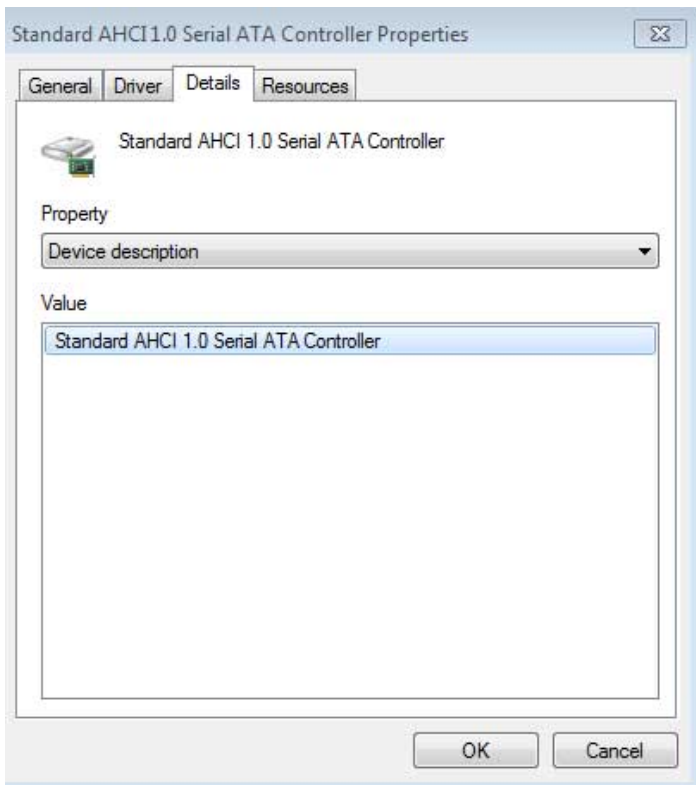 Standard AHCI1.0 Serial ATA Controller Properties
General Driver Details Resources
Standard AHCI 1.0 Serial ATA Controller
Property
Device description
Value
Standard AHCI 1.0 Serial ATA Controller
OK Cancel